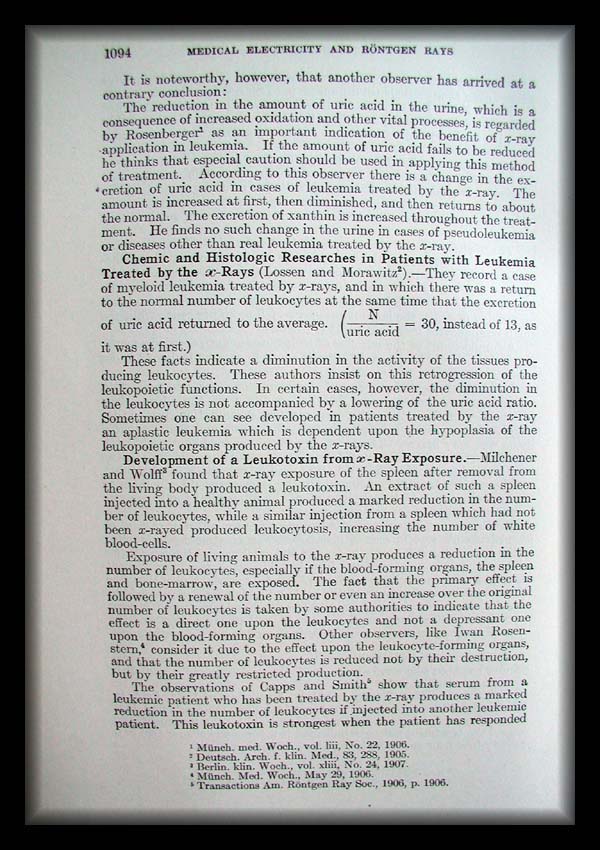 1094 MEDICAL ELECTRICITY AND RÖNTGEN RAYS
It is noteworthy, however, that another observer has arrived at a
contrary conclusion:
The reduction in the amount of uric acid in the urine, which is a
consequence of increased oxidation and other vital processes, is regarded
by Rosenberger¹ as an important indication of the benefit of x-ray
application in leukemia. If the amount of uric acid fails to be reduced
he thinks that especial caution should be used in applying this method
of treatment. According to this observer there is a change in the ex-
cretion of uric acid in cases of leukemia treated by the x-ray. The
amount is increased at first, then diminished, and then returns to about
the normal. The excretion of xanthin is increased throughout the treat-
ment. He finds no such change in the urine in cases of pseudoleukemia
or diseases other than real leukemia treated by the x-ray.
Chemic and Histologic Researches in Patients with Leukemia
Treated by the x-Rays (Lossen and Morawitz²).—They record a case
of myeloid leukemia treated by x-rays, and in which there was a return
to the normal number of leukocytes at the same time that the excretion
of uric acid returned to the average. (N / uric acid = 30, instead of 13, as
it was at first.)
These facts indicate a diminution in the activity of the tissues pro-
ducing leukocytes. These authors insist on this retrogression of the
leukopoietic functions. In certain cases, however, the diminution in
the leukocytes is not accompanied by a lowering of the uric acid ratio.
Sometimes one can see developed in patients treated by the x-ray
an aplastic leukemia which is dependent upon the hypoplasia of the
leukopoietic organs produced by the x-rays.
Development of a Leukotoxin from x-Ray Exposure.—Milchener
and Wolff³ found that x-ray exposure of the spleen after removal from
the living body produced a leukotoxin. An extract of such a spleen
injected into a healthy animal produced a marked reduction in the num-
ber of leukocytes, while a similar injection from a spleen which had not
been x-rayed produced leukocytosis, increasing the number of white
blood-cells.
Exposure of living animals to the x-ray produces a reduction in the
number of leukocytes, especially if the blood-forming organs, the spleen
and bone-marrow, are exposed. The fact that the primary effect is
followed by a renewal of the number or even an increase over the original
number of leukocytes is taken by some authorities to indicate that the
effect is a direct one upon the leukocytes and not a depressant one
upon the blood-forming organs. Other observers, like Iwan Rosen-
stern,⁴ consider it due to the effect upon the leukocyte-forming organs,
and that the number of leukocytes is reduced not by their destruction,
but by their greatly restricted production.
The observations of Capps and Smith⁵ show that serum from a
leukemic patient who has been treated by the x-ray produces a marked
reduction in the number of leukocytes if injected into another leukemic
patient. This leukotoxin is strongest when the patient has responded
¹ Münch. med. Woch., vol. liii, No. 22, 1906.
² Deutsch. Arch. f. klin. Med., 83, 288, 1905.
³ Berlin. klin. Woch., vol. xliii, No. 24, 1907.
⁴ Münch. Med. Woch., May 29, 1906.
⁵ Transactions Am. Röntgen Ray Soc., 1906, p. 1906.